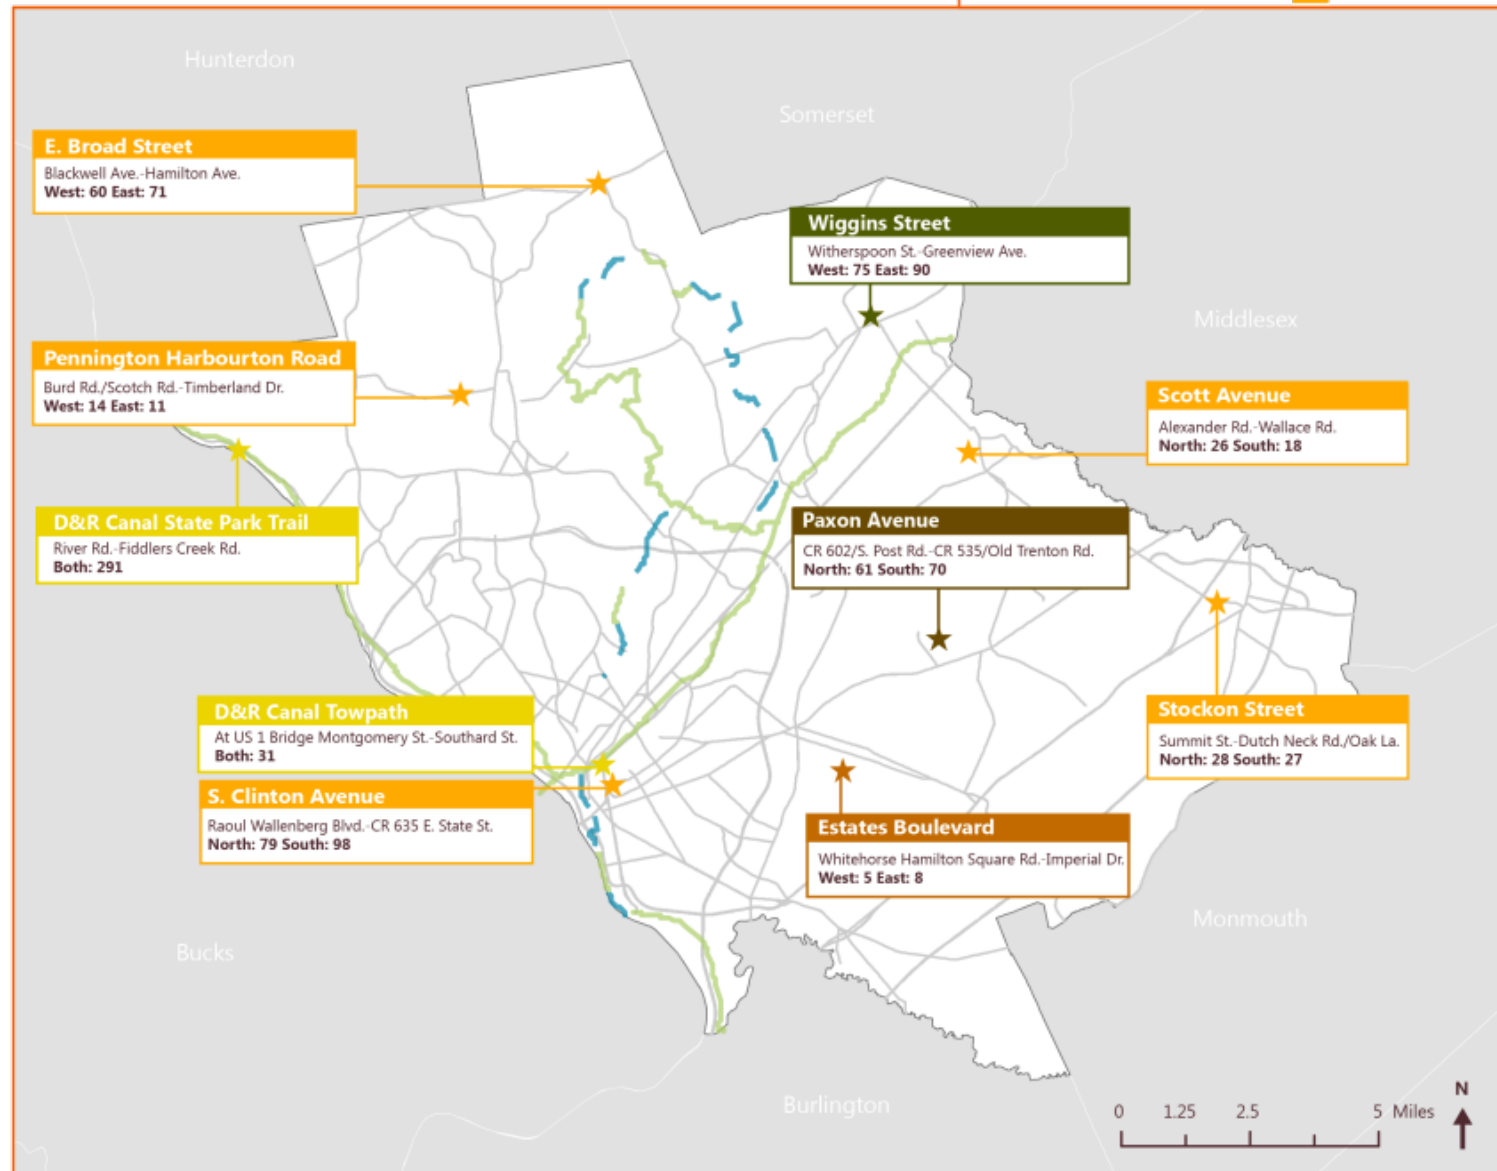 Hunterdon
Somerset
E. Broad Street
Blackwell Ave.-Hamilton Ave.
West: 60 East: 71
Wiggins Street
Witherspoon St.-Greenview Ave.
West: 75 East: 90
Middlesex
Pennington Harbourton Road
Burd Rd./Scotch Rd.-Timberland Dr.
West: 14 East: 11
Scott Avenue
Alexander Rd.-Wallace Rd.
North: 26 South: 18
D&R Canal State Park Trail
River Rd.-Fiddlers Creek Rd.
Both: 291
Paxon Avenue
CR 602/S. Post Rd.-CR 535/Old Trenton Rd.
North: 61 South: 70
D&R Canal Towpath
At US 1 Bridge Montgomery St.-Southard St.
Both: 31
Stockon Street
Summit St.-Dutch Neck Rd./Oak La.
North: 28 South: 27
S. Clinton Avenue
Raoul Wallenberg Blvd.-CR 635 E. State St.
North: 79 South: 98
Estates Boulevard
Whitehorse Hamilton Square Rd.-Imperial Dr.
West: 5 East: 8
Monmouth
Bucks
Burlington
0 1.25 2.5 5 Miles
N